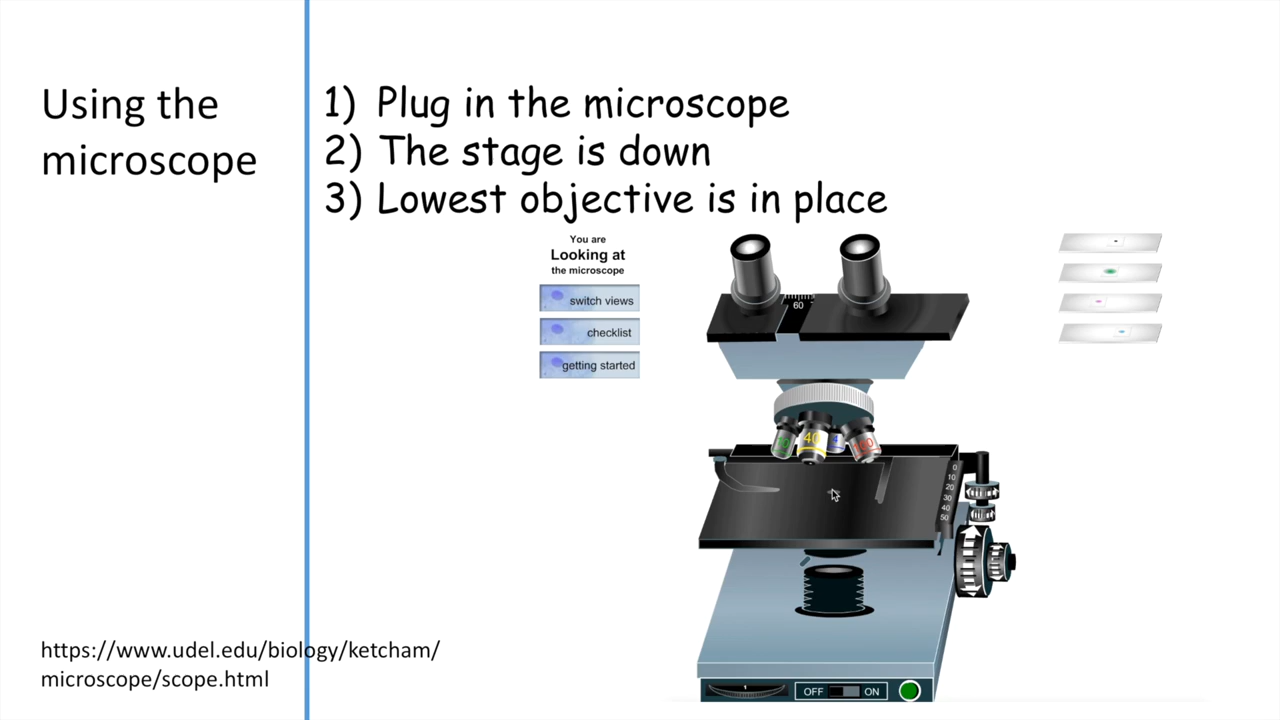 Using the
microscope
1) Plug in the microscope
2) The stage is down
3) Lowest objective is in place
You are
Looking at
the microscope
switch views
checklist
getting started
60
40
4
0
10
20
30
40
50
1
OFF ON
https://www.udel.edu/biology/ketcham/
microscope/scope.html